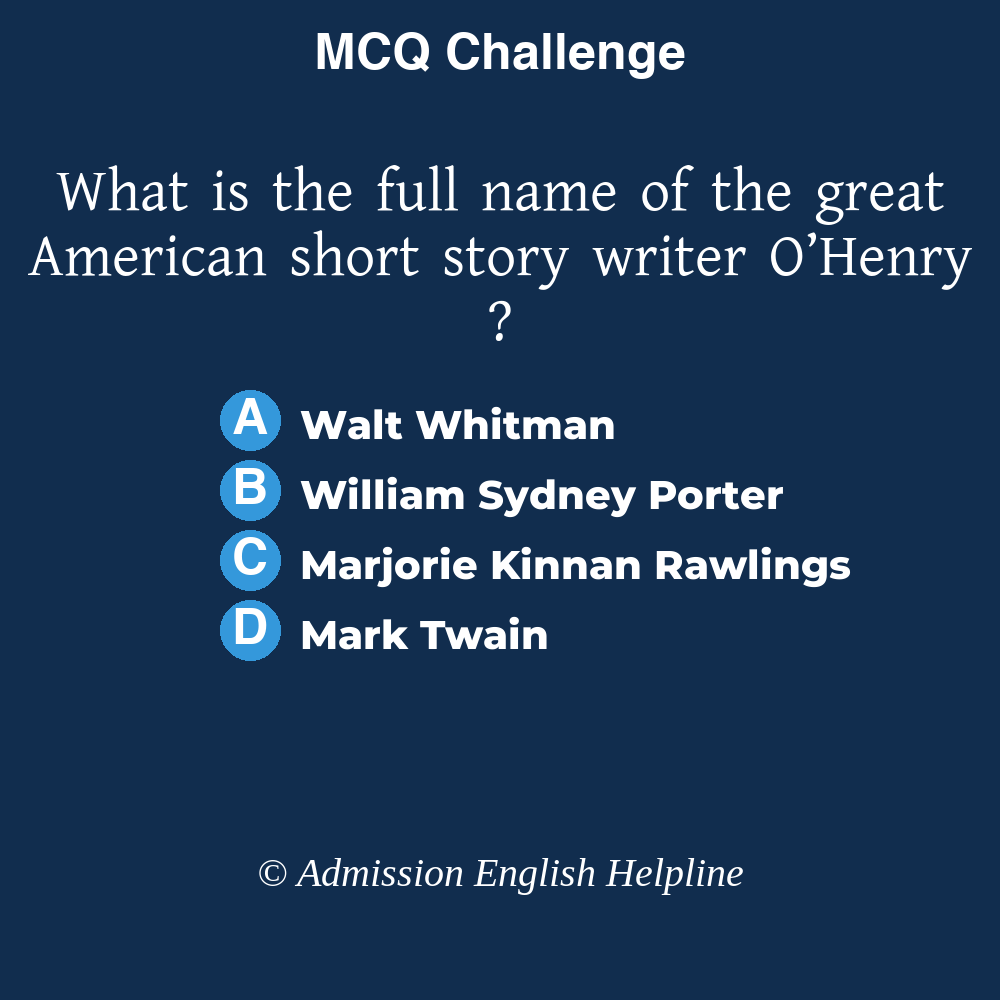 MCQ Challenge
What is the full name of the great
American short story writer O’Henry
?
A Walt Whitman
B William Sydney Porter
C Marjorie Kinnan Rawlings
D Mark Twain
© Admission English Helpline